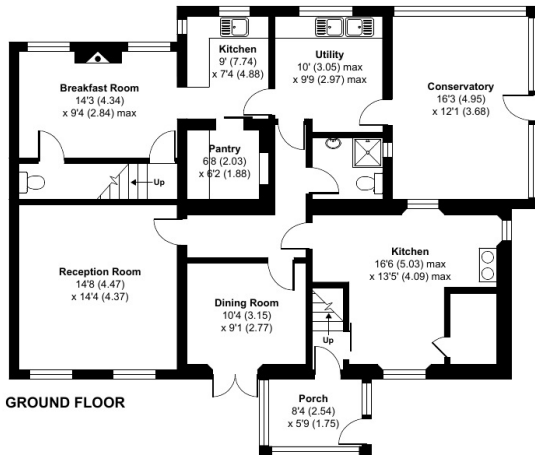 Kitchen
9' (7.74)
x 7'4 (4.88)
Utility
10' (3.05) max
x 9'9 (2.97) max
Breakfast Room
14'3 (4.34)
x 9'4 (2.84) max
Conservatory
16'3 (4.95)
x 12'1 (3.68)
Pantry
6'8 (2.03)
x 6'2 (1.88)
Up
Reception Room
14'8 (4.47)
x 14'4 (4.37)
Kitchen
16'6 (5.03) max
x 13'5' (4.09) max
Dining Room
10'4 (3.15)
x 9'1 (2.77)
Up
Porch
8'4 (2.54)
x 5'9 (1.75)
GROUND FLOOR